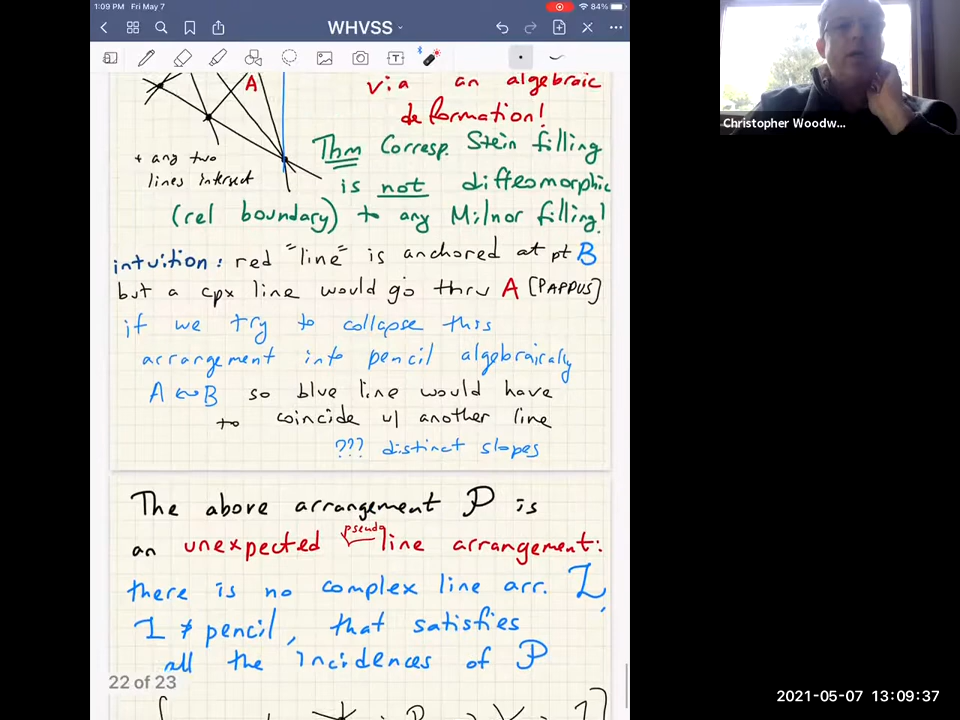 1:09 PM Fri May 7
84%
WHVSS
A
via an algebraic
deformation!
+ any two
lines intersect
Thm Corresp. Stein filling
is not diffeomorphic
(rel boundary) to any Milnor filling!
intuition: red "line" is anchored at pt B
but a cpx line would go thru A [PAPPUS]
if we try to collapse this
arrangement into pencil algebraically
A ↔ B so blue line would have
to coincide w/ another line
??? distinct slopes
The above arrangement P is
an unexpected pseudo line arrangement:
there is no complex line arr. L,
L ≠ pencil, that satisfies
all the incidences of P
22 of 23
Christopher Woodw...
2021-05-07 13:09:37